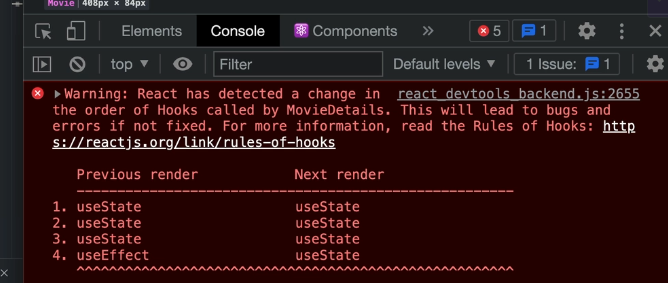 Movie | 408px × 84px
Elements Console Components » 5 1
top ▼ Filter Default levels ▼ 1 Issue: 1
▶Warning: React has detected a change in react_devtools_backend.js:2655
the order of Hooks called by MovieDetails. This will lead to bugs and
errors if not fixed. For more information, read the Rules of Hooks: http
s://reactjs.org/link/rules-of-hooks
Previous render Next render
------------------------------------------------------
1. useState useState
2. useState useState
3. useState useState
4. useEffect useState
^^^^^^^^^^^^^^^^^^^^^^^^^^^^^^^^^^^^^^^^^^^^^^^^^^^^^^